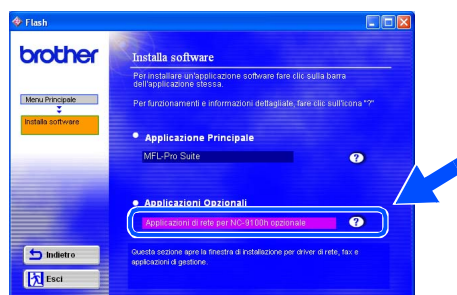 Flash
brother
Installa software
Per installare un'applicazione software fare clic sulla barra
dell'applicazione stessa.
Menu Principale
Per funzionamenti e informazioni dettagliate, fare clic sull'icona "?"
Installa software
Applicazione Principale
MFL-Pro Suite ?
Applicazioni Opzionali
Applicazioni di rete per NC-9100h opzionale ?
Indietro
Questa sezione apre la finestra di installazione per driver di rete, fax e
applicazioni di gestione.
Esci